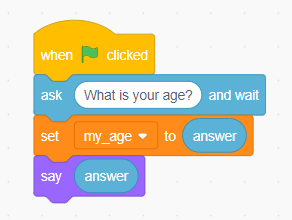 when clicked
ask What is your age? and wait
set my_age to answer
say answer